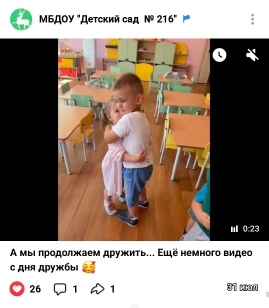 МБДОУ "Детский сад № 216"
0:23
А мы продолжаем дружить... Ещё немного видео
с дня дружбы 🥰
26
1
1
31 июл